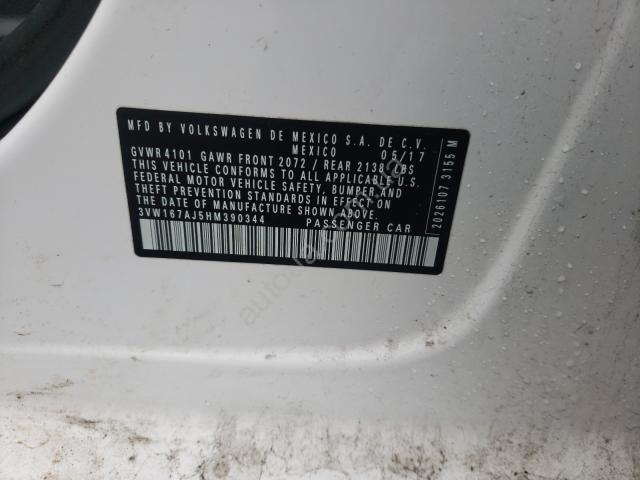 MFD BY VOLKSWAGEN DE MEXICO S.A. DE C.V.
MEXICO 05/17
GVWR 4101 GAWR FRONT 2072 / REAR 2138 LBS
THIS VEHICLE CONFORMS TO ALL APPLICABLE U.S.
FEDERAL MOTOR VEHICLE SAFETY, BUMPER AND
THEFT PREVENTION STANDARDS IN EFFECT ON
THE DATE OF MANUFACTURE SHOWN ABOVE.
3VW167AJ5HM390344 PASSENGER CAR
2026107 3155 M